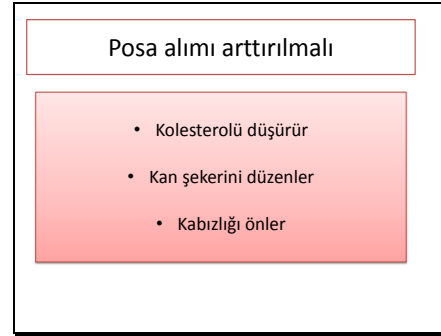 Posa alımı arttırılmalı
• Kolesterolü düşürür
• Kan şekerini düzenler
• Kabızlığı önler